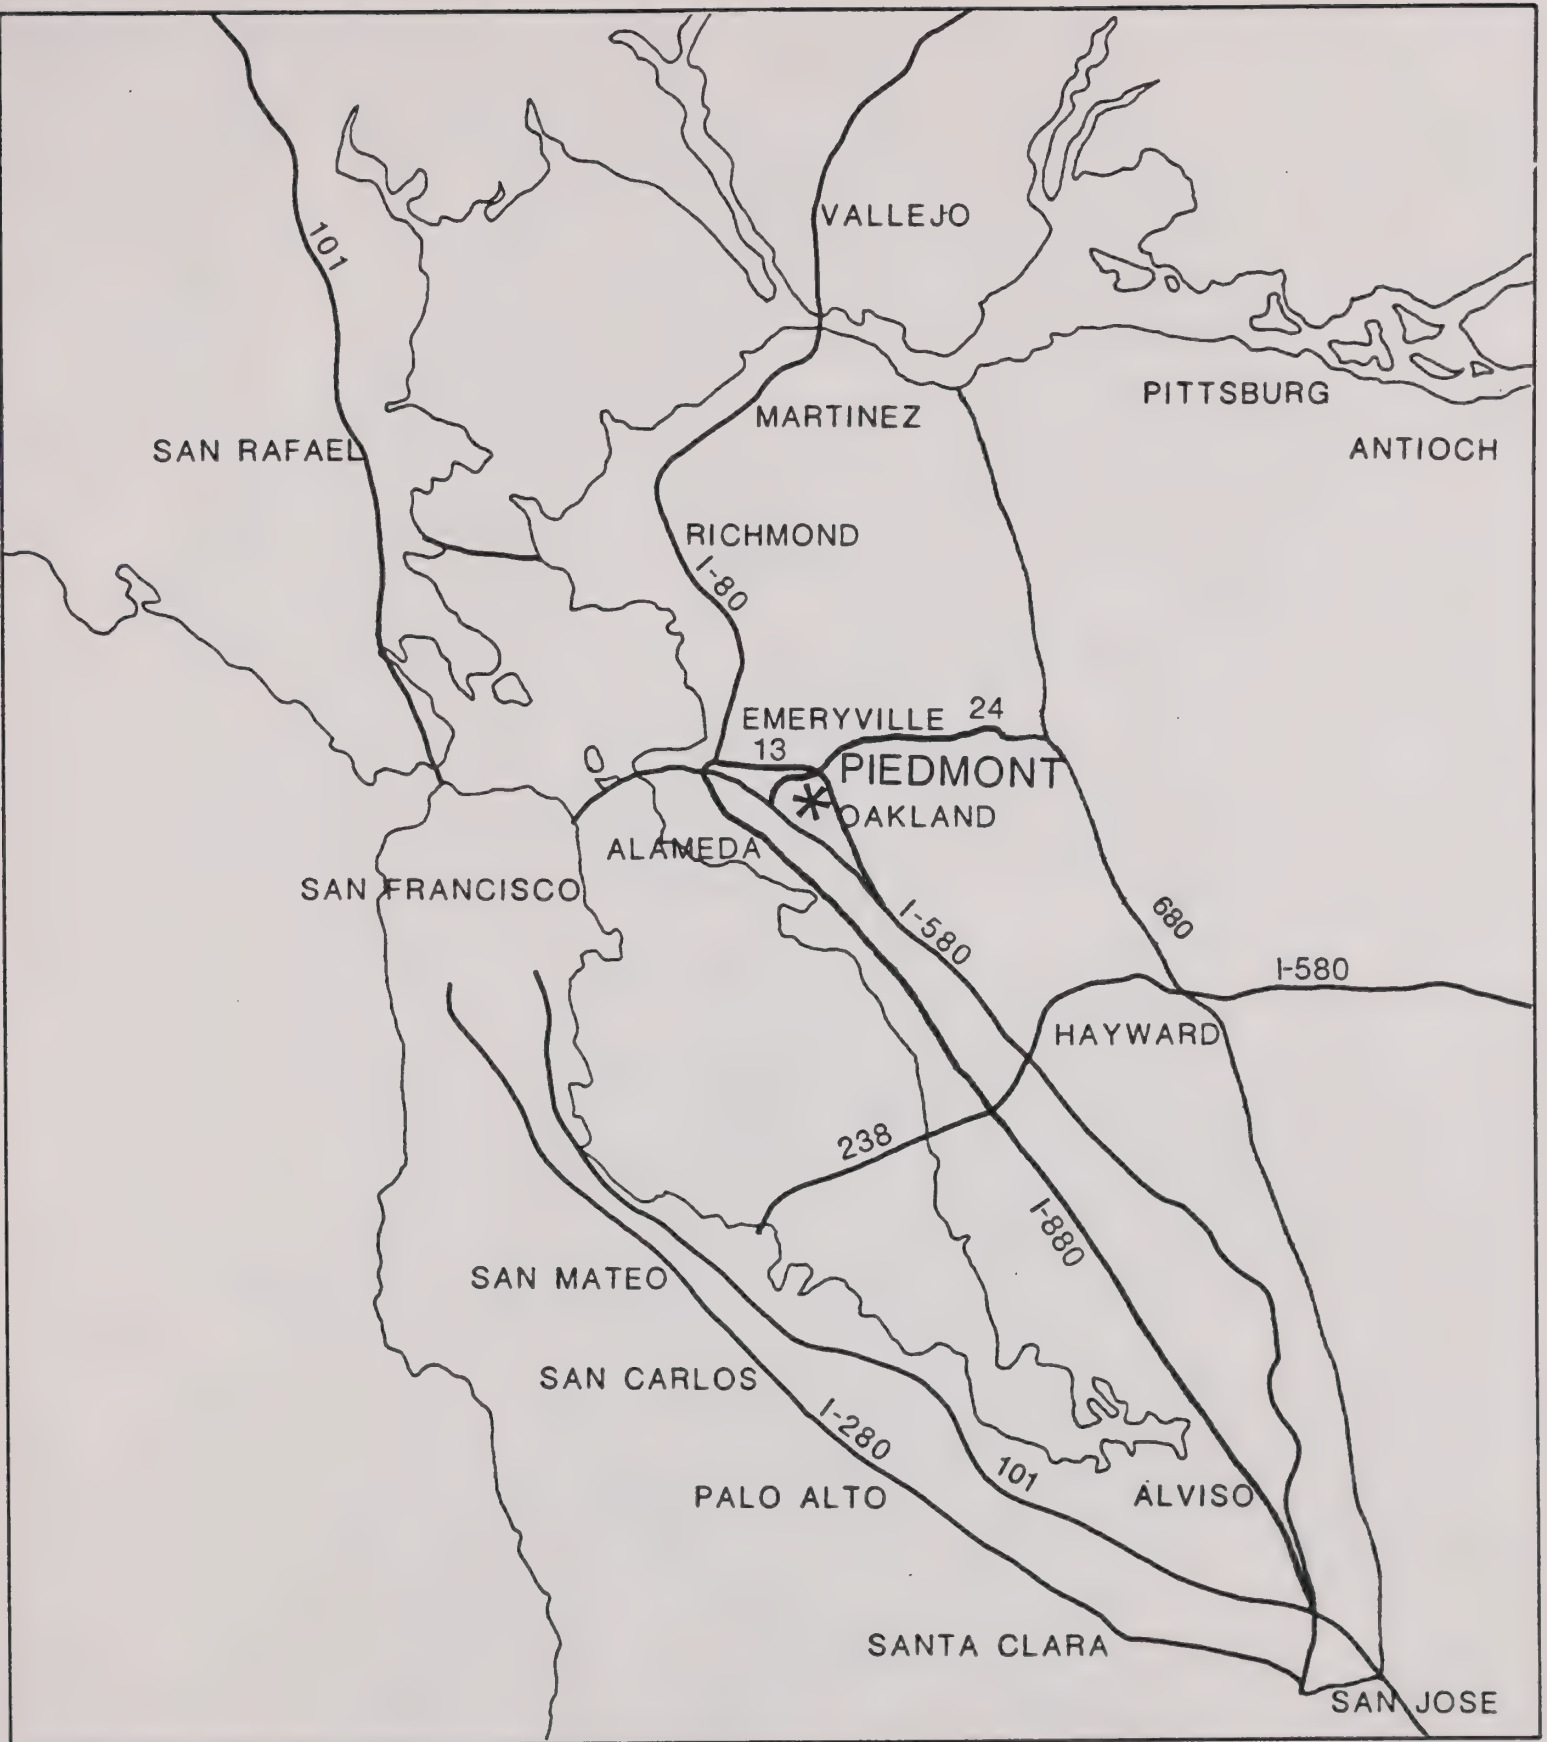 VALLEJO
101
PITTSBURG
MARTINEZ
SAN RAFAEL
ANTIOCH
RICHMOND
I-80
EMERYVILLE
24
13
PIEDMONT
OAKLAND
ALAMEDA
SAN FRANCISCO
680
I-580
I-580
HAYWARD
238
I-880
SAN MATEO
SAN CARLOS
I-280
101
PALO ALTO
ALVISO
SANTA CLARA
SAN JOSE